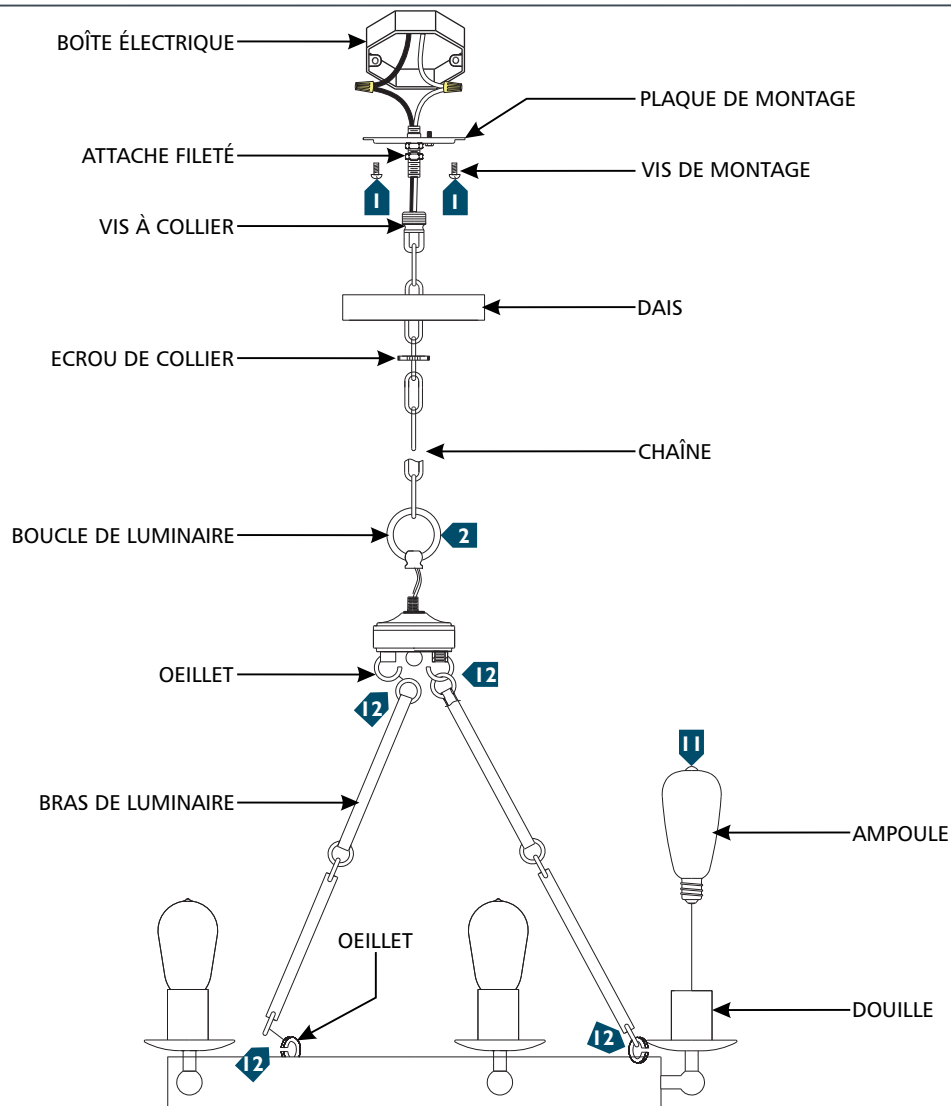 BOÎTE ÉLECTRIQUE
PLAQUE DE MONTAGE
ATTACHE FILETÉ
VIS DE MONTAGE
1
1
VIS À COLLIER
DAIS
ECROU DE COLLIER
CHAÎNE
BOUCLE DE LUMINAIRE
2
OEILLET
12
12
11
BRAS DE LUMINAIRE
AMPOULE
OEILLET
DOUILLE
12
12